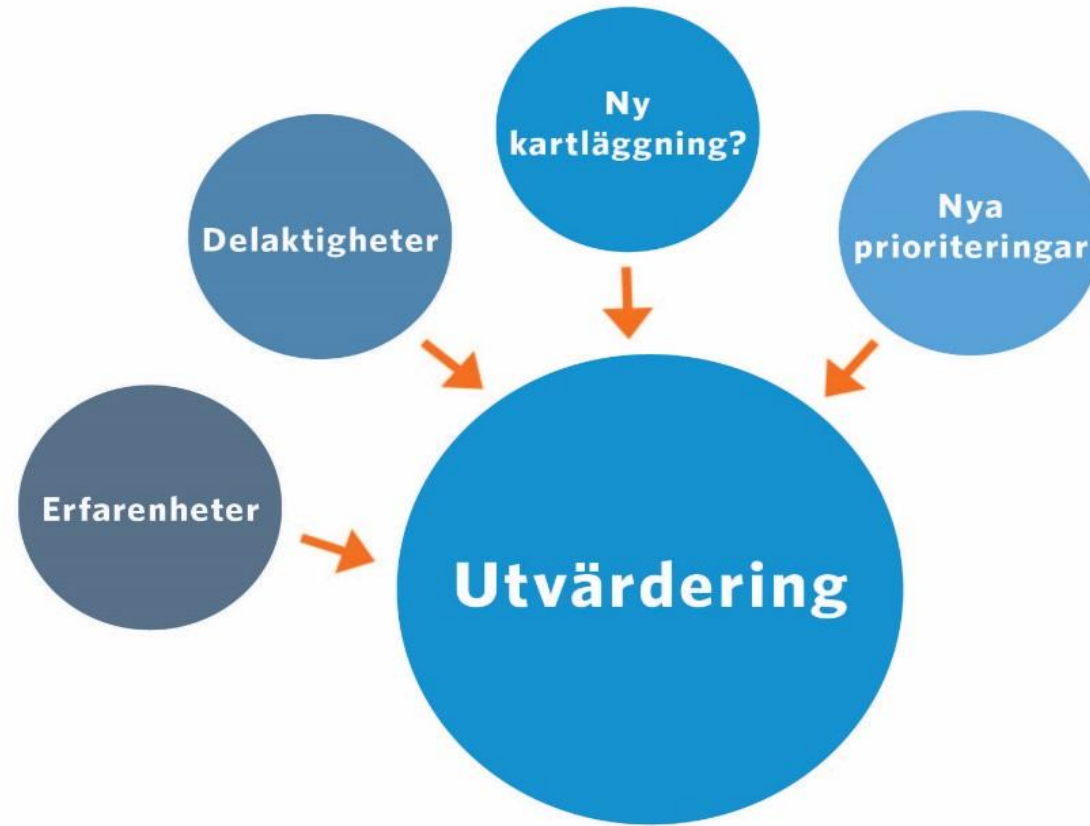 Ny
kartläggning?
Delaktigheter
Nya
prioriteringar
Erfarenheter
Utvärdering